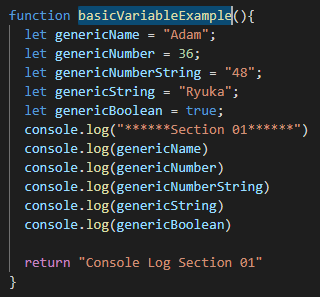 function basicVariableExample(){
let genericName = "Adam";
let genericNumber = 36;
let genericNumberString = "48";
let genericString = "Ryuka";
let genericBoolean = true;
console.log("******Section 01******")
console.log(genericName)
console.log(genericNumber)
console.log(genericNumberString)
console.log(genericString)
console.log(genericBoolean)
return "Console Log Section 01"
}